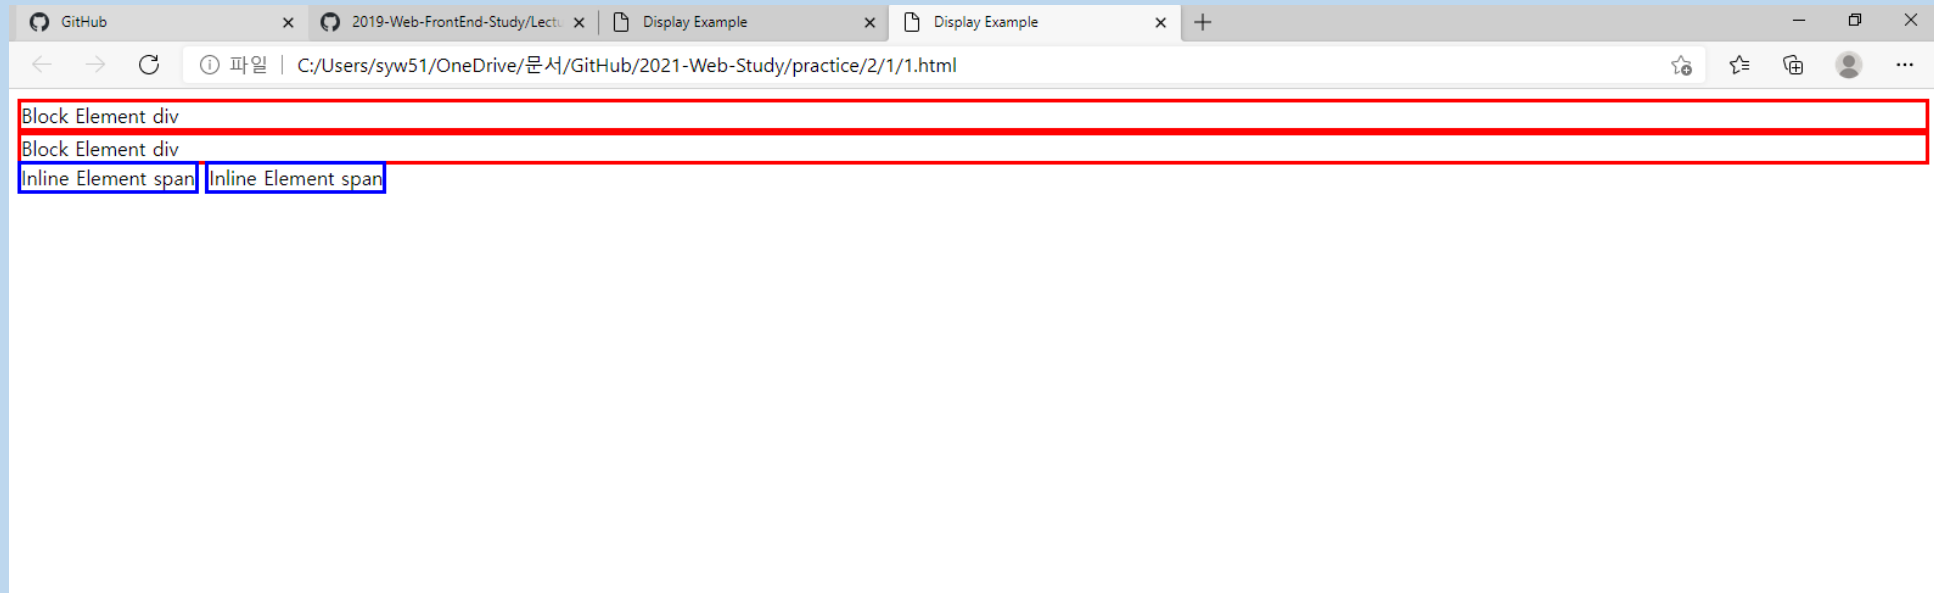 GitHub
2019-Web-FrontEnd-Study/Lect
Display Example
Display Example
파일 C:/Users/syw51/OneDrive/문서/GitHub/2021-Web-Study/practice/2/1/1.html
Block Element div
Block Element div
Inline Element span Inline Element span